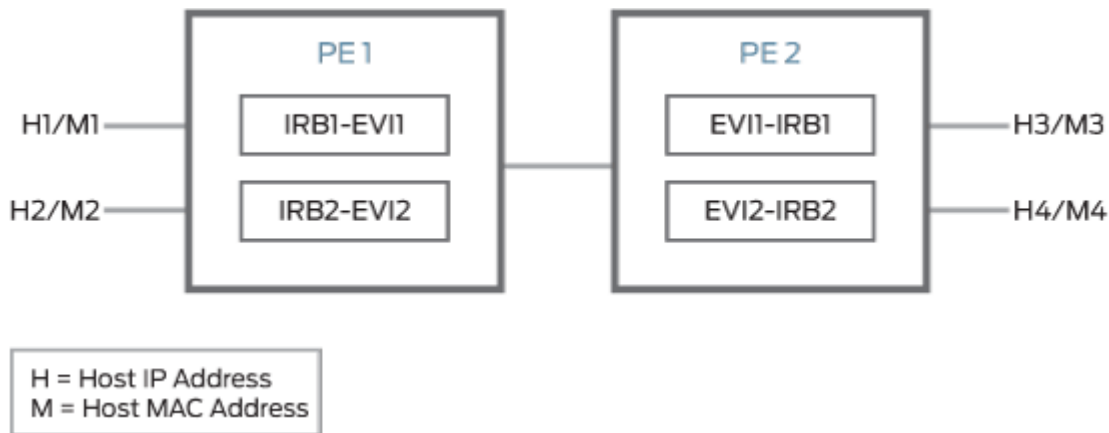 PE 1
PE 2
H1/M1
IRB1-EVI1
EVI1-IRB1
H3/M3
H2/M2
IRB2-EVI2
EVI2-IRB2
H4/M4
H = Host IP Address
M = Host MAC Address